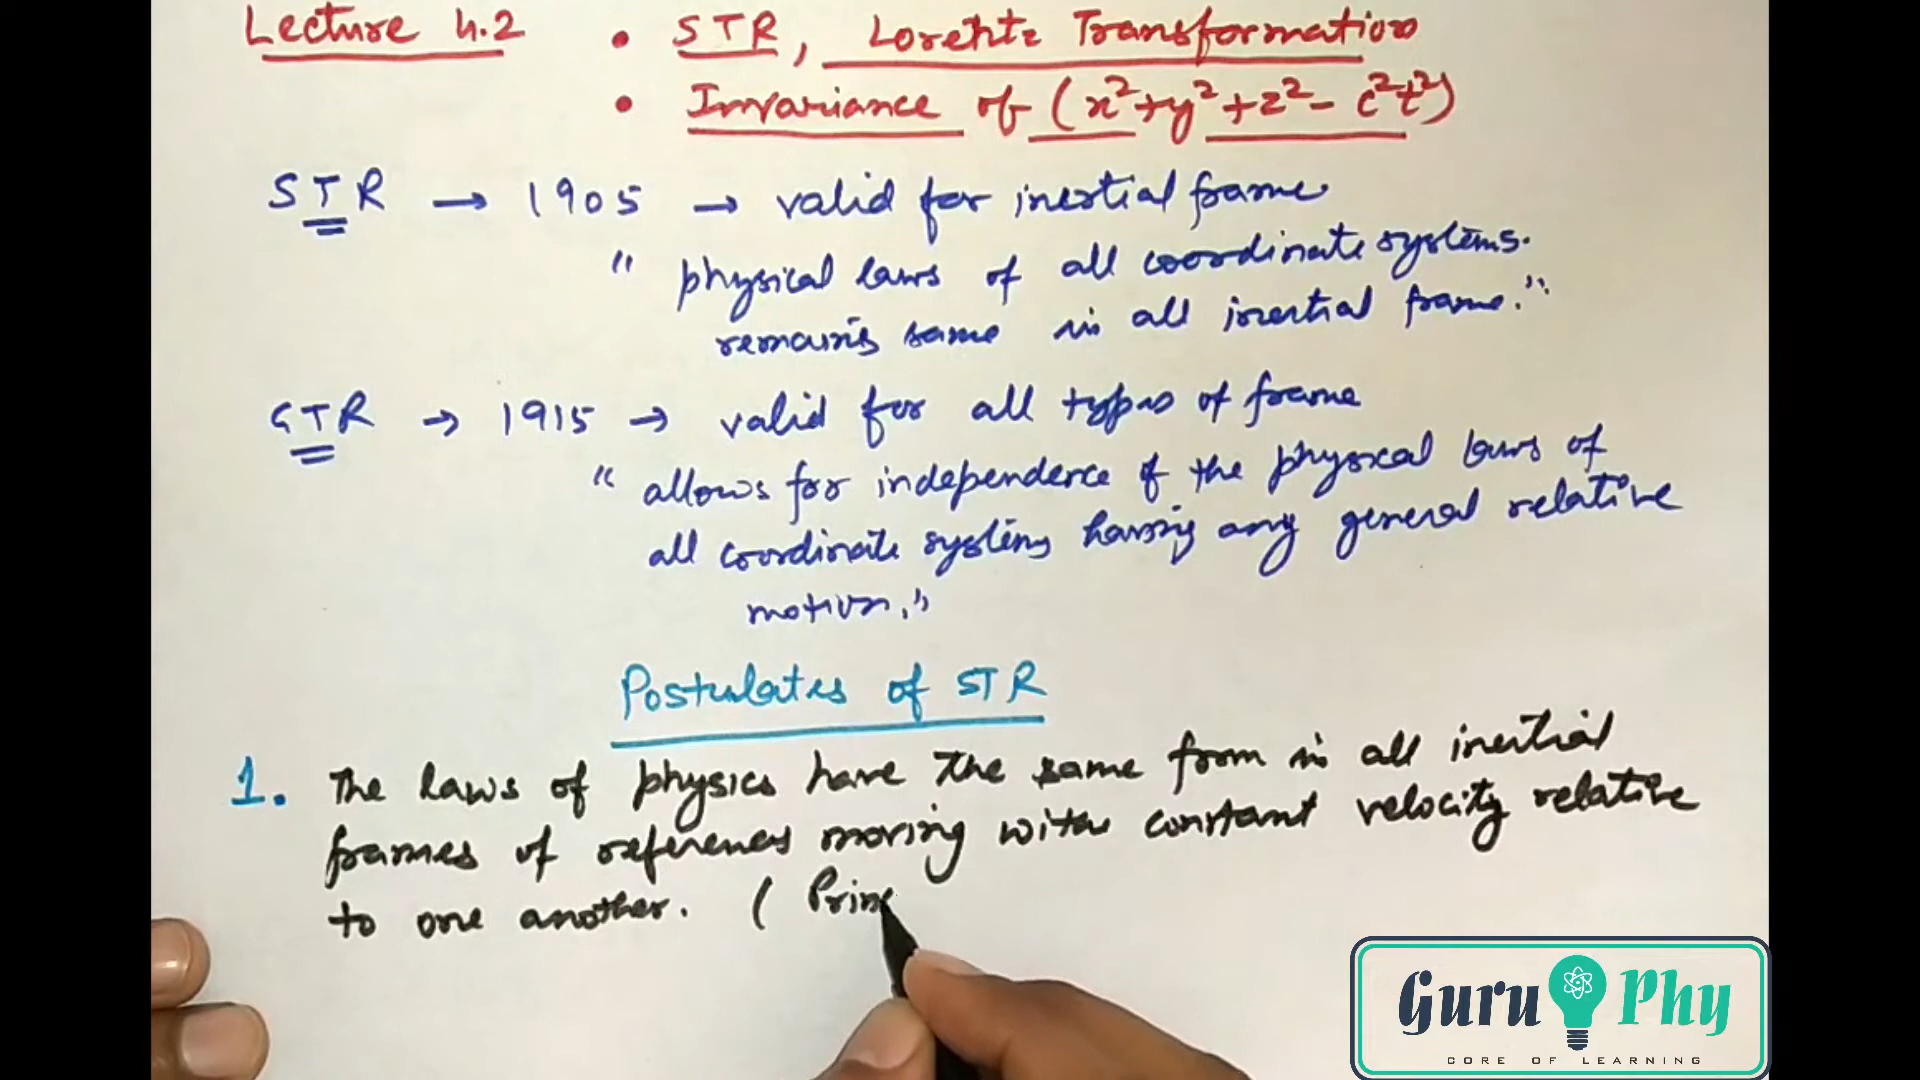 Lecture 4.2 • STR, Lorentz Transformation
• Invariance of (x²+y²+z²- c²t²)
STR → 1905 → valid for inertial frame
" physical laws of all coordinate systems.
remains same in all inertial frame."
GTR → 1915 → valid for all types of frame
" allows for independence of the physical laws of
all coordinate systems having any general relative
motion."
Postulates of STR
1. The laws of physics have the same form in all inertial
frames of references moving with constant velocity relative
to one another. ( Prin
Guru Phy
CORE OF LEARNING